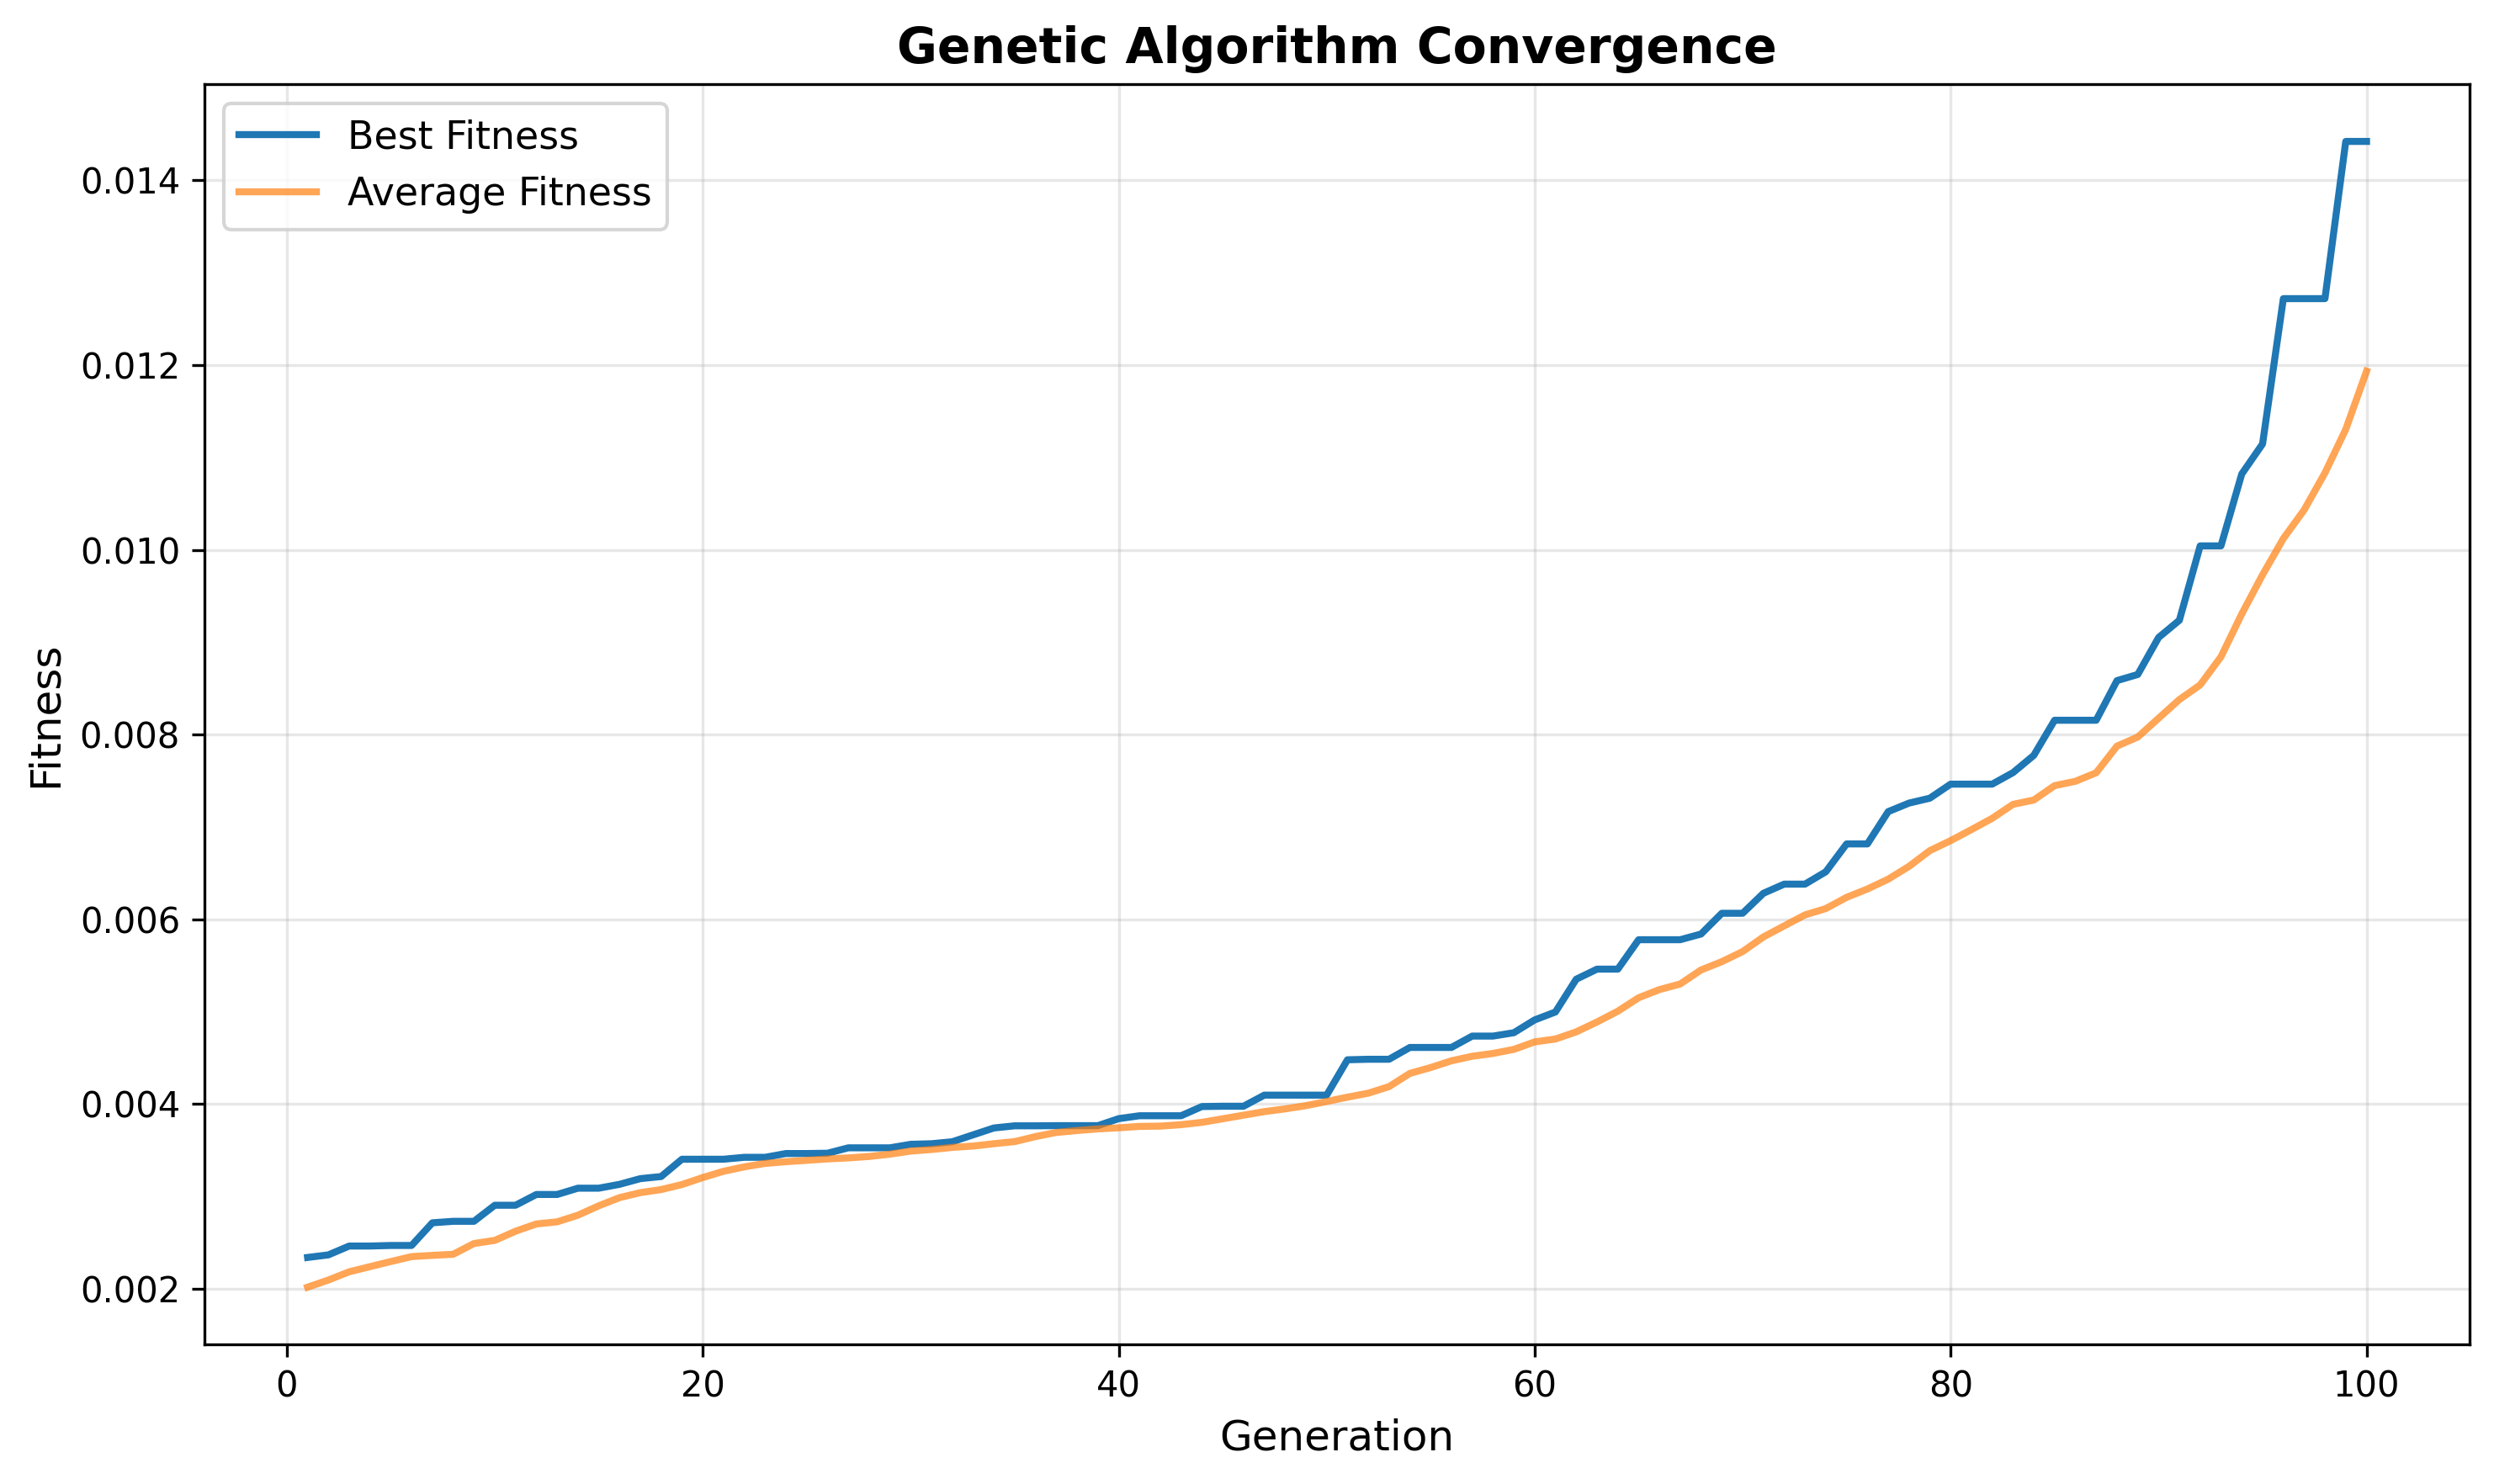 Genetic Algorithm Convergence
Best Fitness
Average Fitness
Fitness
0.014
0.012
0.010
0.008
0.006
0.004
0.002
0 20 40 60 80 100
Generation